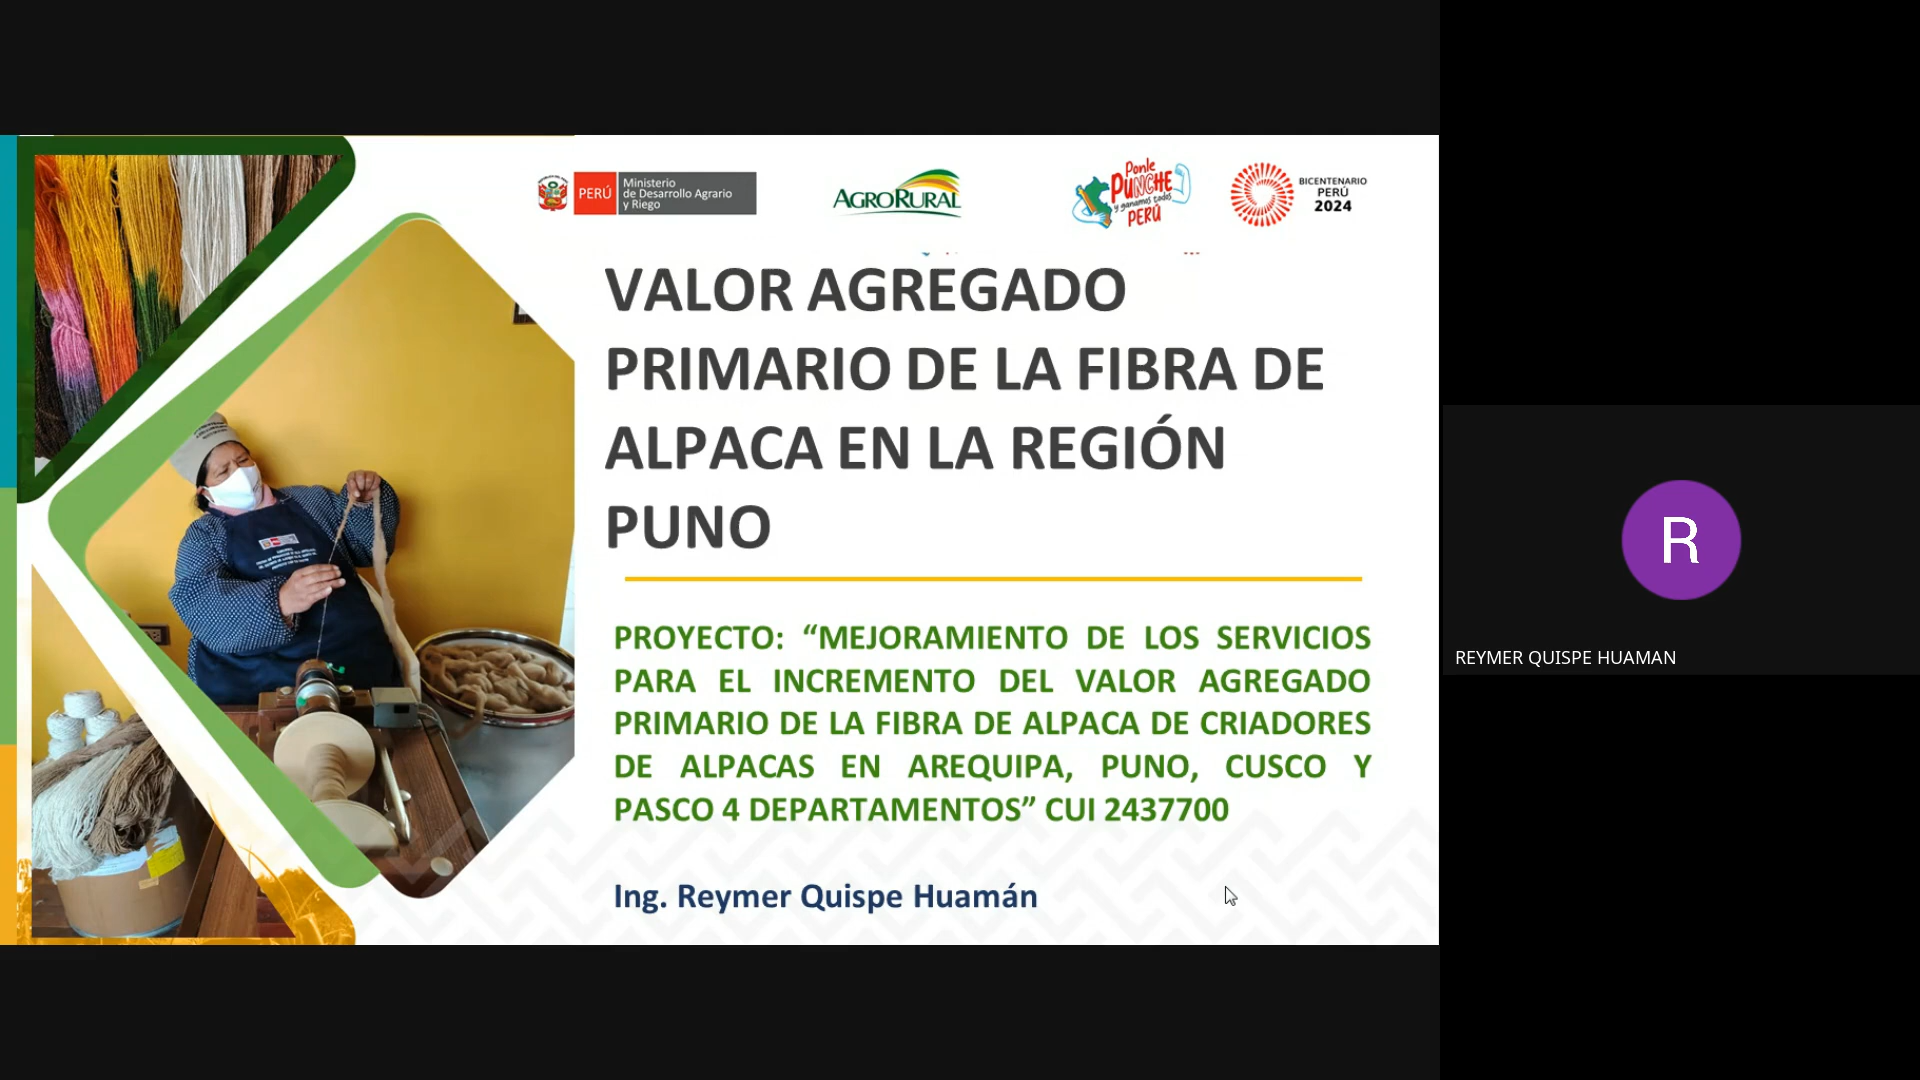 PERÚ
Ministerio
de Desarrollo Agrario
y Riego
AGRORURAL
Ponle
PUNCHE
y ganamos todos
PERÚ
BICENTENARIO
PERÚ
2024
VALOR AGREGADO
PRIMARIO DE LA FIBRA DE
ALPACA EN LA REGIÓN
PUNO
PROYECTO: “MEJORAMIENTO DE LOS SERVICIOS
PARA EL INCREMENTO DEL VALOR AGREGADO
PRIMARIO DE LA FIBRA DE ALPACA DE CRIADORES
DE ALPACAS EN AREQUIPA, PUNO, CUSCO Y
PASCO 4 DEPARTAMENTOS” CUI 2437700
Ing. Reymer Quispe Huamán
R
REYMER QUISPE HUAMAN